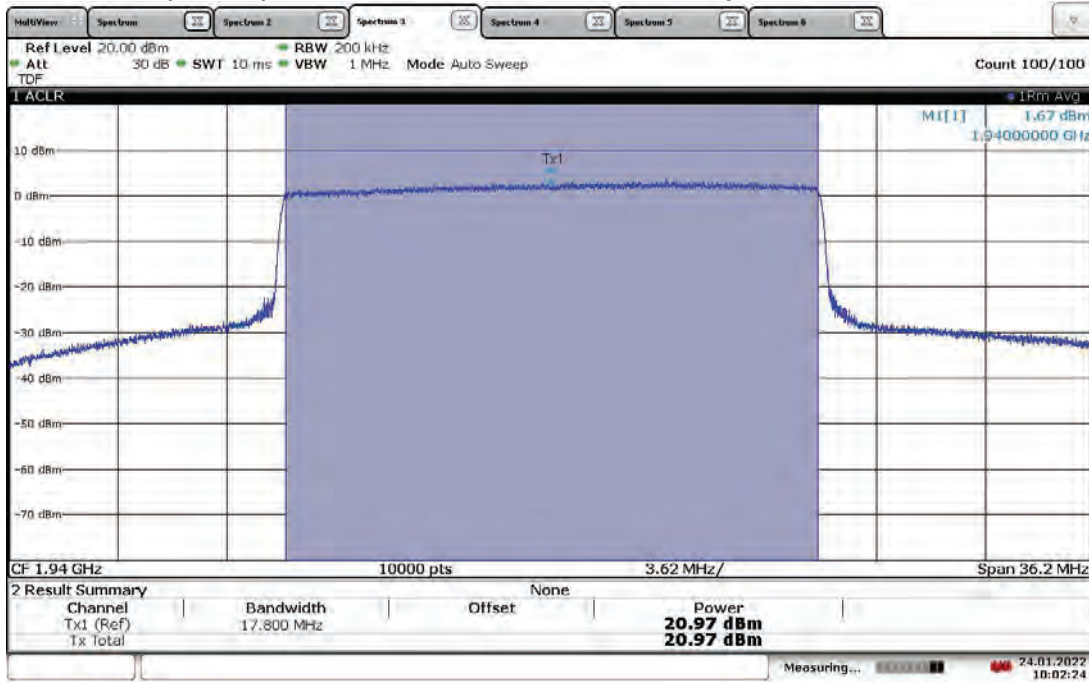 MultiView Spectrum Spectrum 2 Spectrum 3 Spectrum 4 Spectrum 5 Spectrum 6
Ref Level 20.00 dBm RBW 200 kHz
Att 30 dB SWT 10 ms VBW 1 MHz Mode Auto Sweep Count 100/100
TDF
1 ACLR 1Rm Avg
M1[1] 1.67 dBm
1.94000000 GHz
10 dBm
Tx1
0 dBm
-10 dBm
-20 dBm
-30 dBm
-40 dBm
-50 dBm
-60 dBm
-70 dBm
CF 1.94 GHz 10000 pts 3.62 MHz/ Span 36.2 MHz
2 Result Summary None
Channel Bandwidth Offset Power
Tx1 (Ref) 17.800 MHz 20.97 dBm
Tx Total 20.97 dBm
Measuring... 24.01.2022
10:02:24